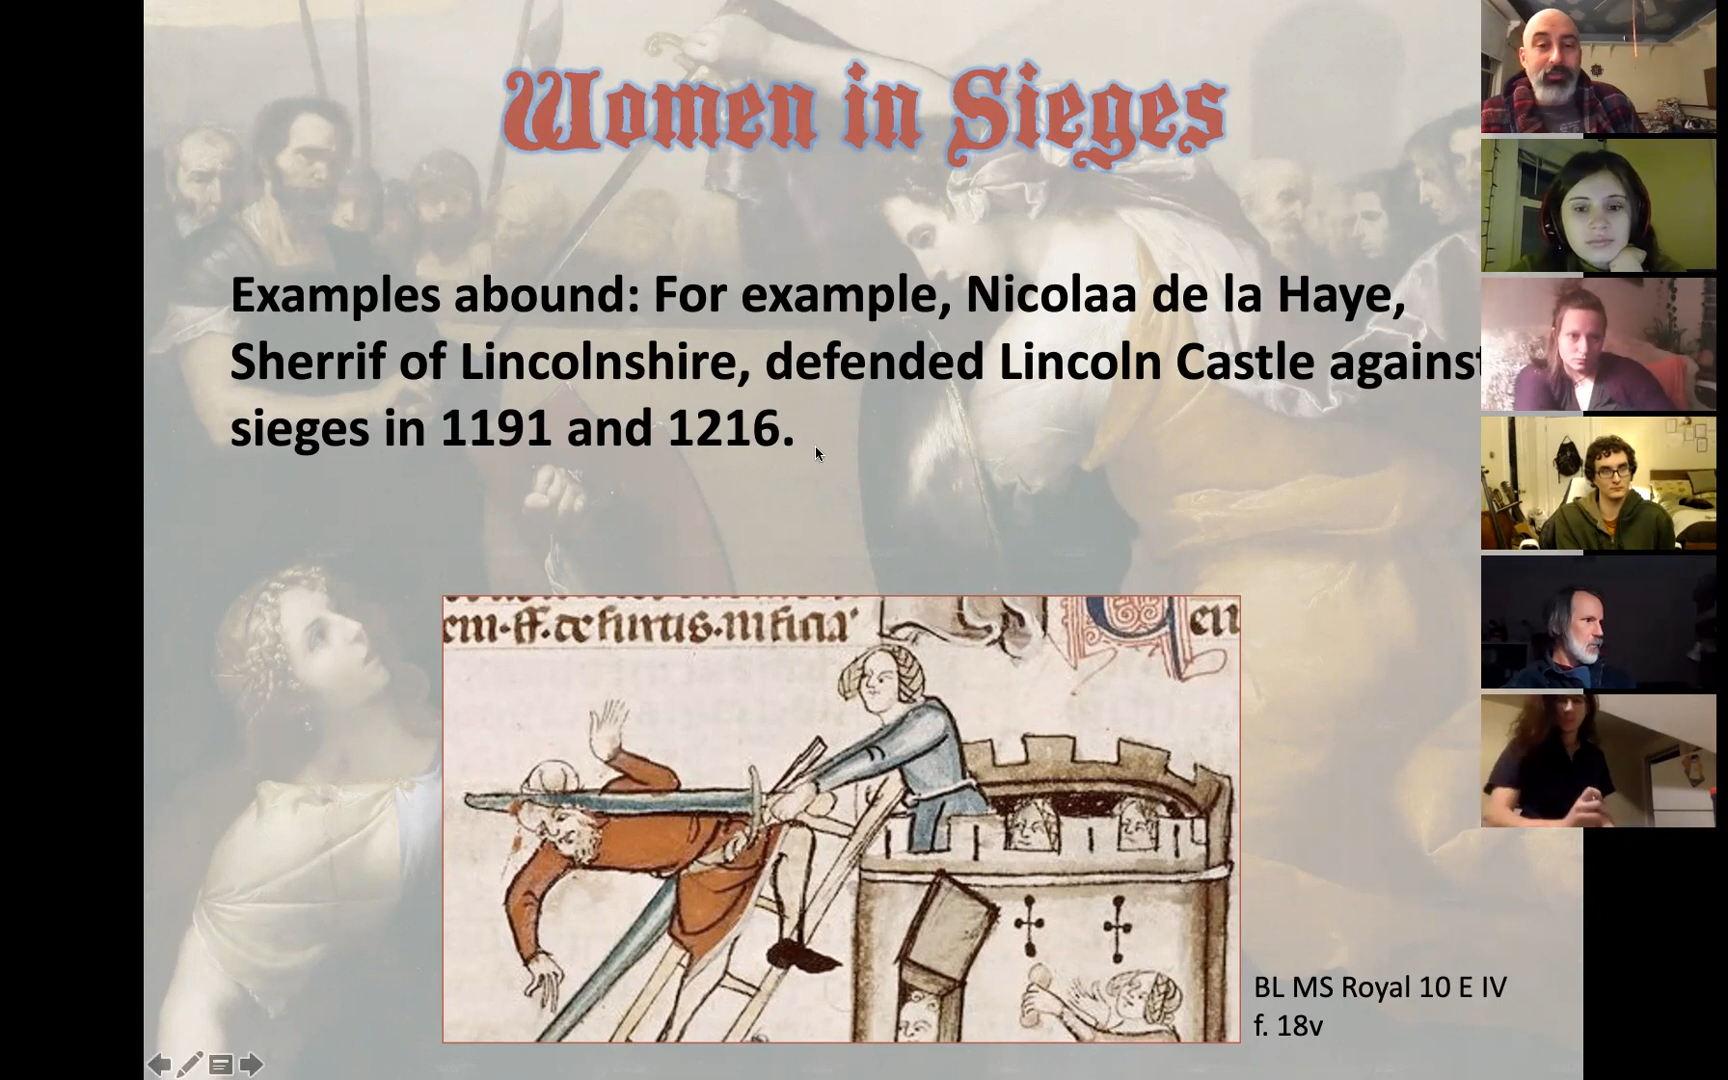 Women in Sieges
Examples abound: For example, Nicolaa de la Haye,
Sherrif of Lincolnshire, defended Lincoln Castle against
sieges in 1191 and 1216.
en
BL MS Royal 10 E IV
f. 18v